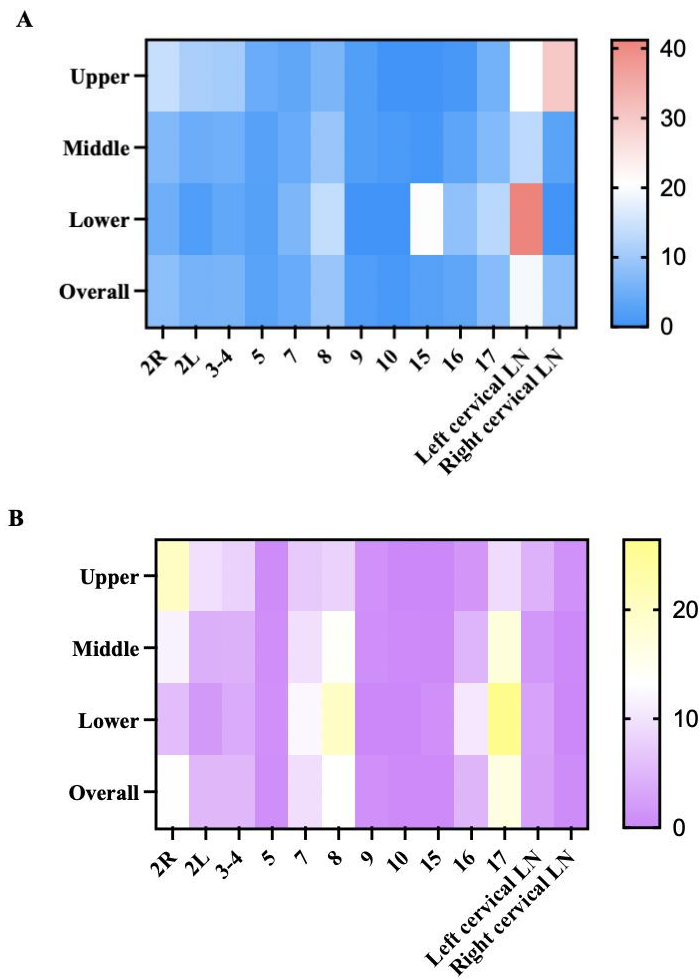 A
Upper
Middle
Lower
Overall
40
30
20
10
0
2R 2L 3-4 5 7 8 9 10 15 16 17 Left cervical LN Right cervical LN
B
Upper
Middle
Lower
Overall
20
10
0
2R 2L 3-4 5 7 8 9 10 15 16 17 Left cervical LN Right cervical LN